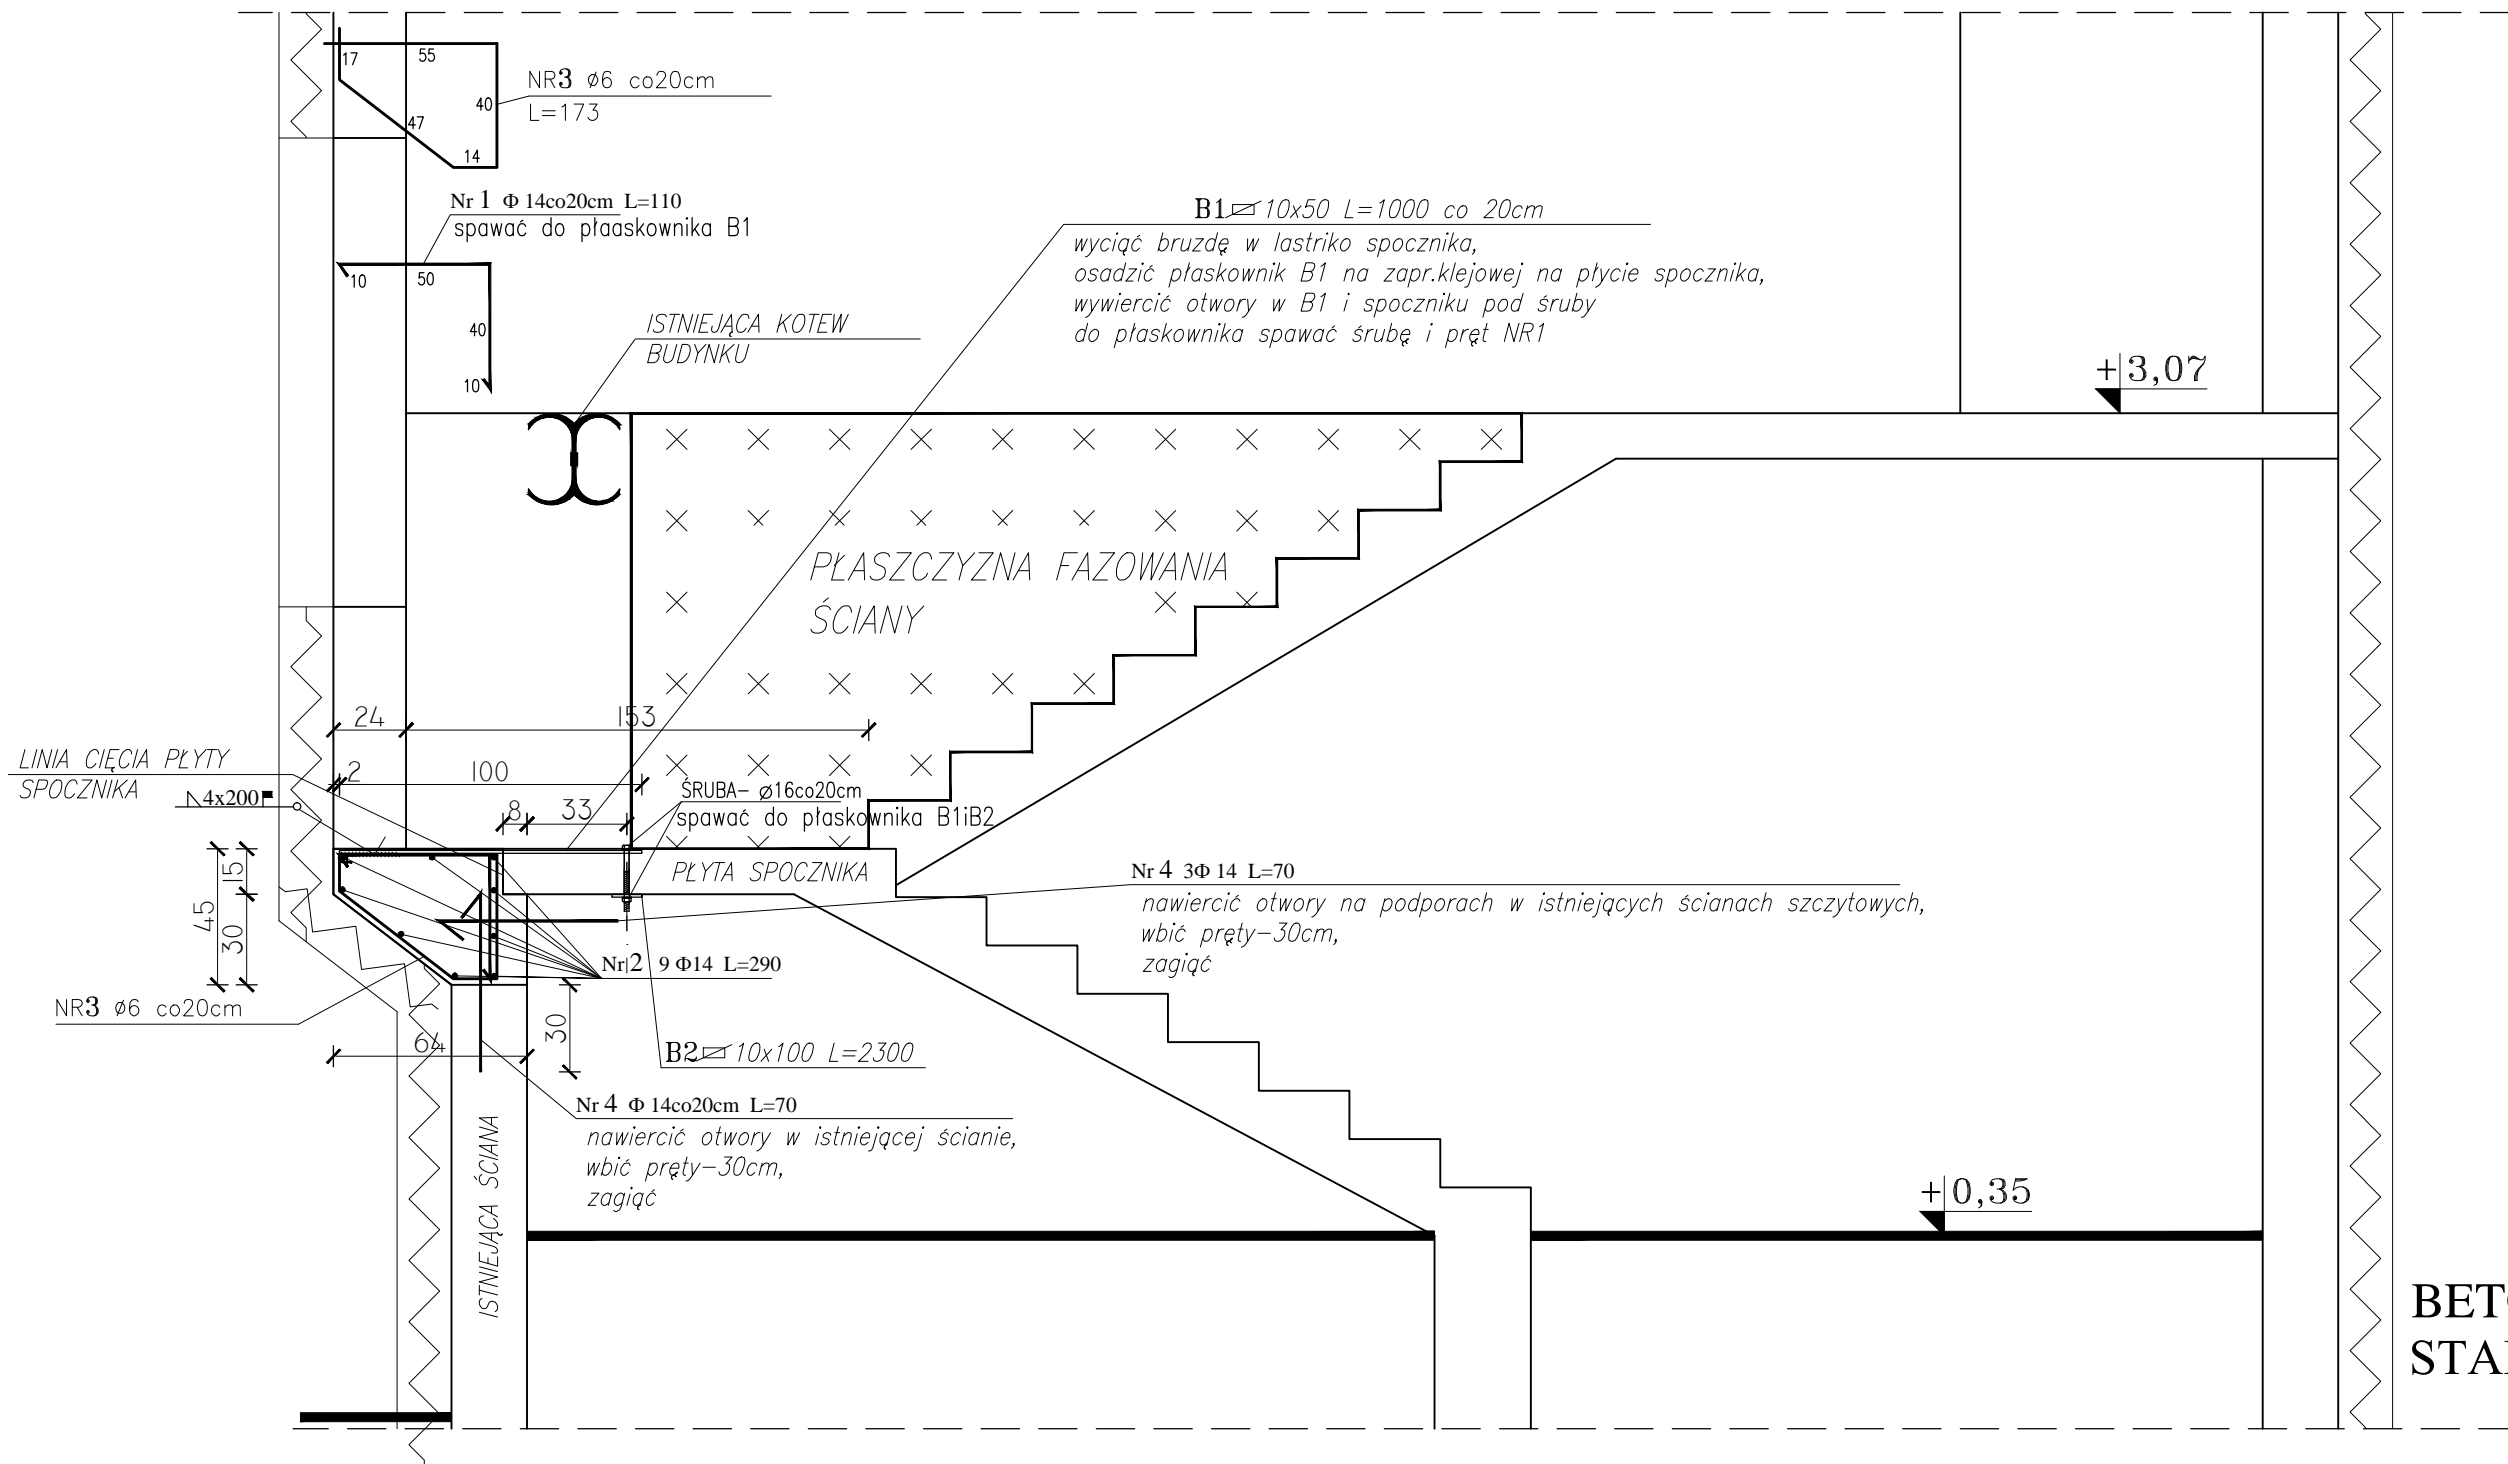 17
55
NR3 ø6 co20cm
L=173
40
47
14
Nr 1 Φ 14co20cm L=110
spawać do płaaskownika B1
10
50
40
10
B1 10x50 L=1000 co 20cm
wyciąć bruzdę w lastriko spocznika,
osadzić płaskownik B1 na zapr.klejowej na płycie spocznika,
wywiercić otwory w B1 i spoczniku pod śruby
do płaskownika spawać śrubę i pręt NR1
ISTNIEJĄCA KOTEW
BUDYNKU
+3,07
PŁASZCZYZNA FAZOWANIA
ŚCIANY
24
153
LINIA CIĘCIA PŁYTY
SPOCZNIKA
4x200
2
100
ŚRUBA- ø16co20cm
spawać do płaskownika B1iB2
8
33
PŁYTA SPOCZNIKA
45
15
30
Nr 4 3Φ 14 L=70
nawiercić otwory na podporach w istniejących ścianach szczytowych,
wbić pręty-30cm,
zagiąć
Nr 2 9 Φ14 L=290
NR3 ø6 co20cm
64
30
B2 10x100 L=2300
Nr 4 Φ 14co20cm L=70
nawiercić otwory w istniejącej ścianie,
wbić pręty-30cm,
zagiąć
ISTNIEJĄCA ŚCIANA
+0,35
BET
STA